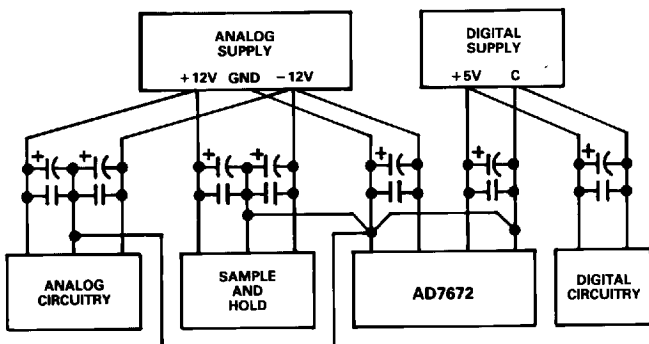 ANALOG
SUPPLY
+12V GND -12V
DIGITAL
SUPPLY
+5V C
+ + + + + + +
ANALOG
CIRCUITRY
SAMPLE
AND
HOLD
AD7672
DIGITAL
CIRCUITRY